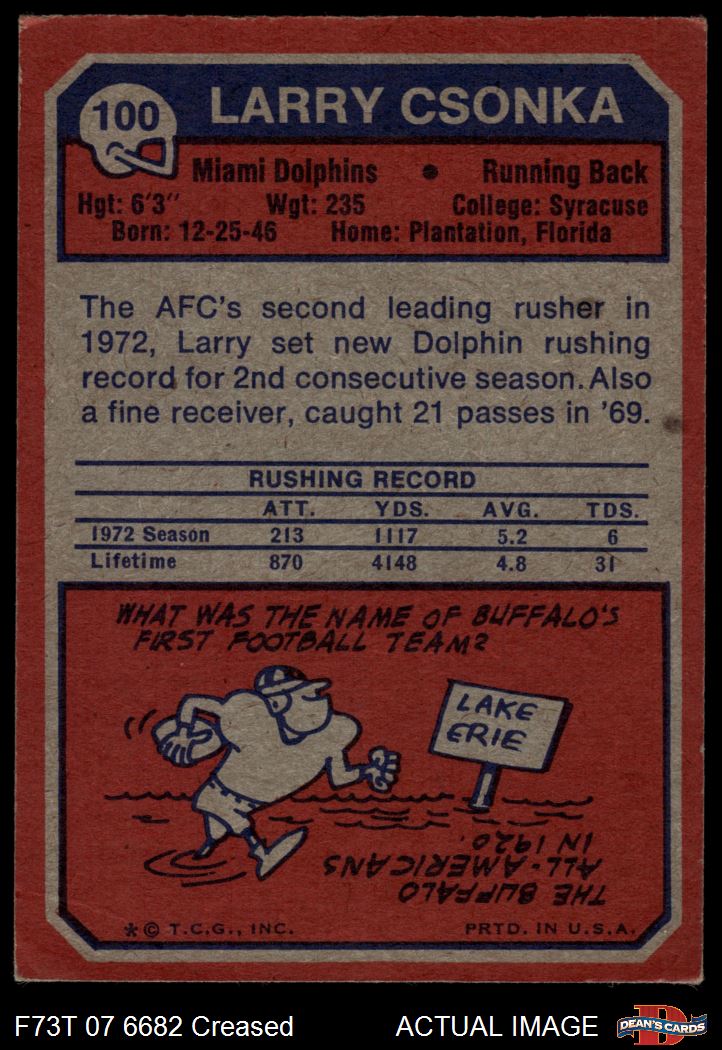 100
LARRY CSONKA
Miami Dolphins • Running Back
Hgt: 6'3" Wgt: 235 College: Syracuse
Born: 12-25-46 Home: Plantation, Florida
The AFC's second leading rusher in
1972, Larry set new Dolphin rushing
record for 2nd consecutive season. Also
a fine receiver, caught 21 passes in '69.
RUSHING RECORD
ATT. YDS. AVG. TDS.
1972 Season 213 1117 5.2 6
Lifetime 870 4148 4.8 31
WHAT WAS THE NAME OF BUFFALO'S
FIRST FOOTBALL TEAM?
LAKE
ERIE
THE BUFFALO
ALL-AMERICANS
IN 1920.
*© T.C.G., INC. PRTD. IN U.S.A.
F73T 07 6682 Creased ACTUAL IMAGE
D
DEAN'S CARDS